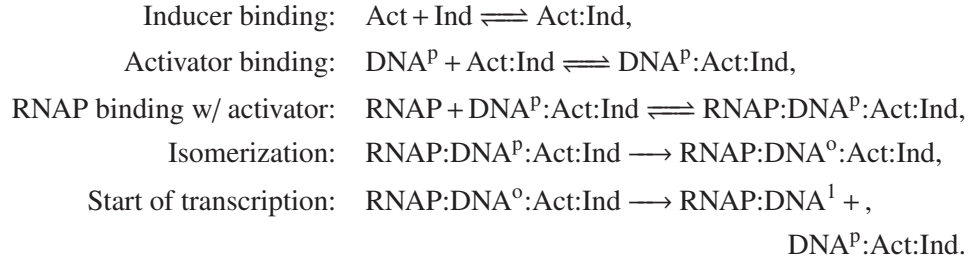 Inducer binding: Act + Ind ⇌ Act:Ind,
Activator binding: DNAᵖ + Act:Ind ⇌ DNAᵖ:Act:Ind,
RNAP binding w/ activator: RNAP + DNAᵖ:Act:Ind ⇌ RNAP:DNAᵖ:Act:Ind,
Isomerization: RNAP:DNAᵖ:Act:Ind ⟶ RNAP:DNAᵒ:Act:Ind,
Start of transcription: RNAP:DNAᵒ:Act:Ind ⟶ RNAP:DNA¹ + ,
DNAᵖ:Act:Ind.